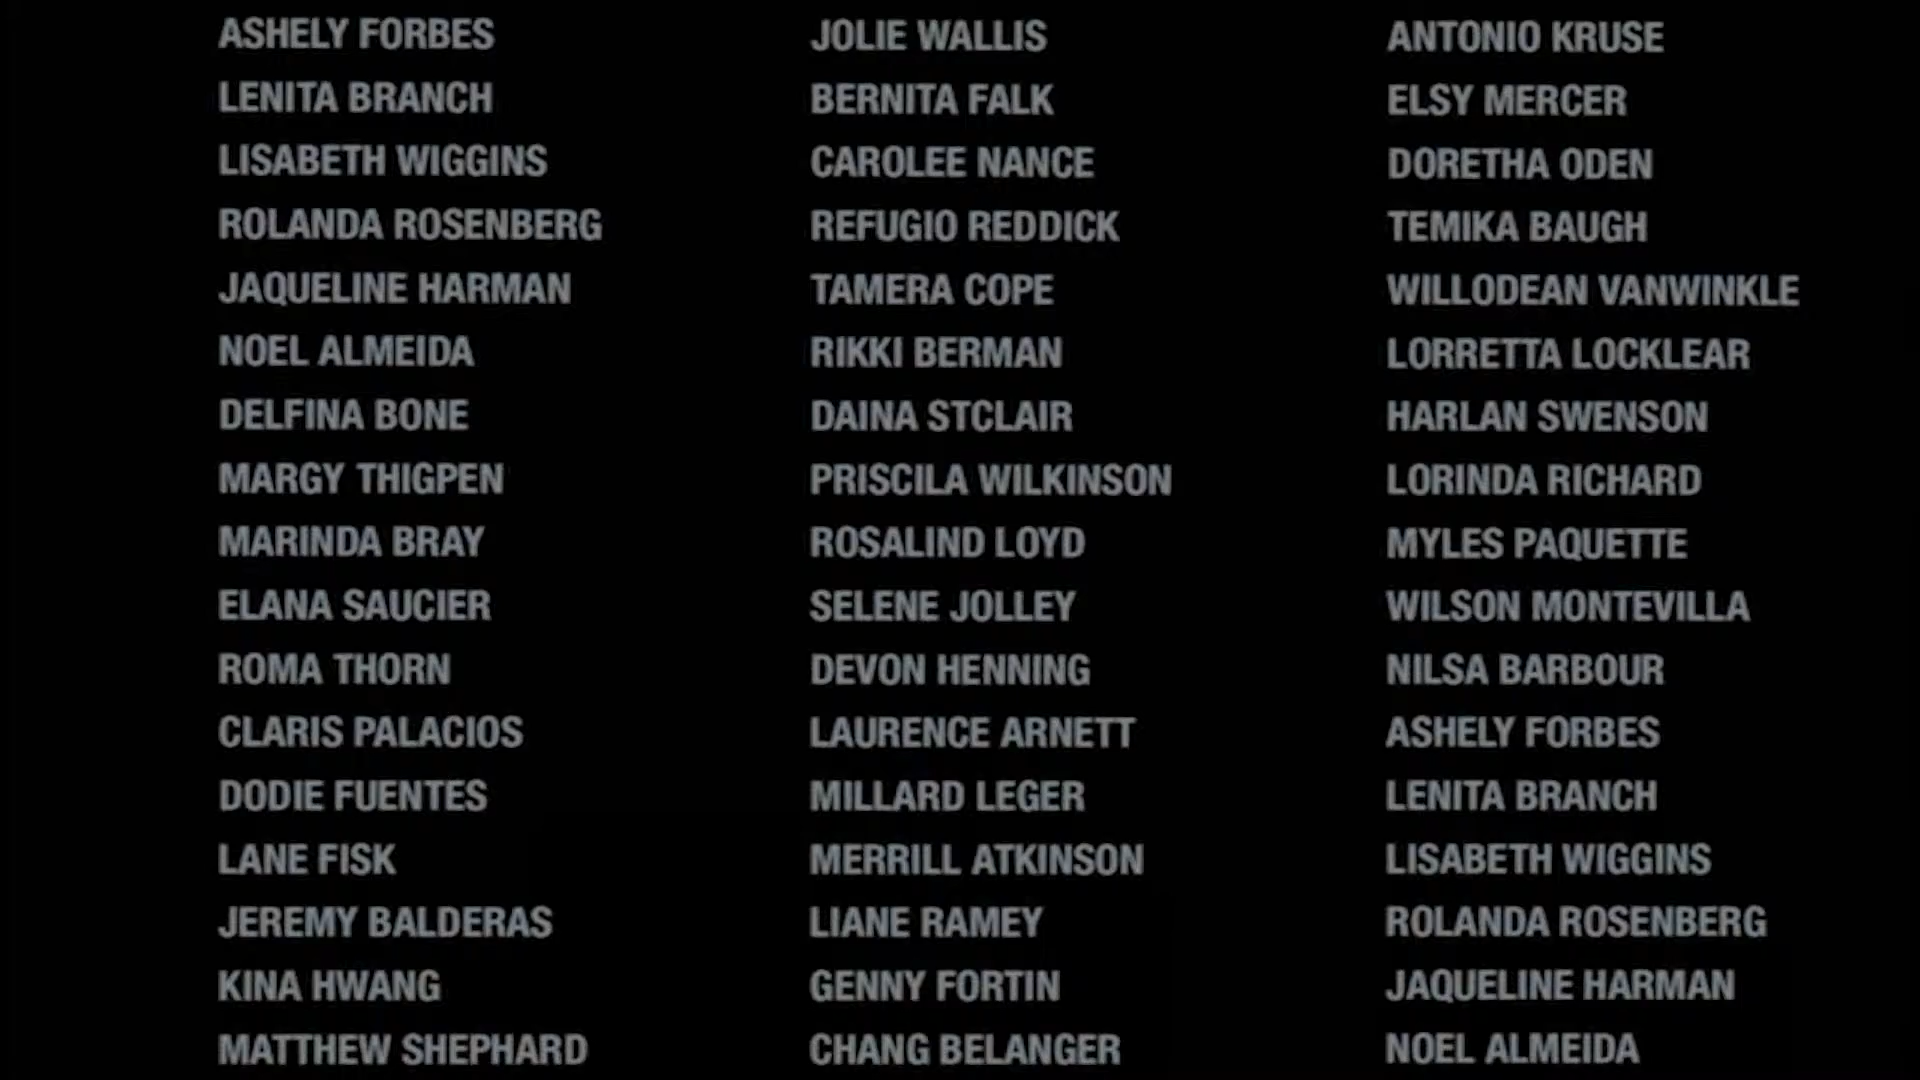 ASHELY FORBES
LENITA BRANCH
LISABETH WIGGINS
ROLANDA ROSENBERG
JAQUELINE HARMAN
NOEL ALMEIDA
DELFINA BONE
MARGY THIGPEN
MARINDA BRAY
ELANA SAUCIER
ROMA THORN
CLARIS PALACIOS
DODIE FUENTES
LANE FISK
JEREMY BALDERAS
KINA HWANG
MATTHEW SHEPHARD
JOLIE WALLIS
BERNITA FALK
CAROLEE NANCE
REFUGIO REDDICK
TAMERA COPE
RIKKI BERMAN
DAINA STCLAIR
PRISCILA WILKINSON
ROSALIND LOYD
SELENE JOLLEY
DEVON HENNING
LAURENCE ARNETT
MILLARD LEGER
MERRILL ATKINSON
LIANE RAMEY
GENNY FORTIN
CHANG BELANGER
ANTONIO KRUSE
ELSY MERCER
DORETHA ODEN
TEMIKA BAUGH
WILLODEAN VANWINKLE
LORRETTA LOCKLEAR
HARLAN SWENSON
LORINDA RICHARD
MYLES PAQUETTE
WILSON MONTEVILLA
NILSA BARBOUR
ASHELY FORBES
LENITA BRANCH
LISABETH WIGGINS
ROLANDA ROSENBERG
JAQUELINE HARMAN
NOEL ALMEIDA